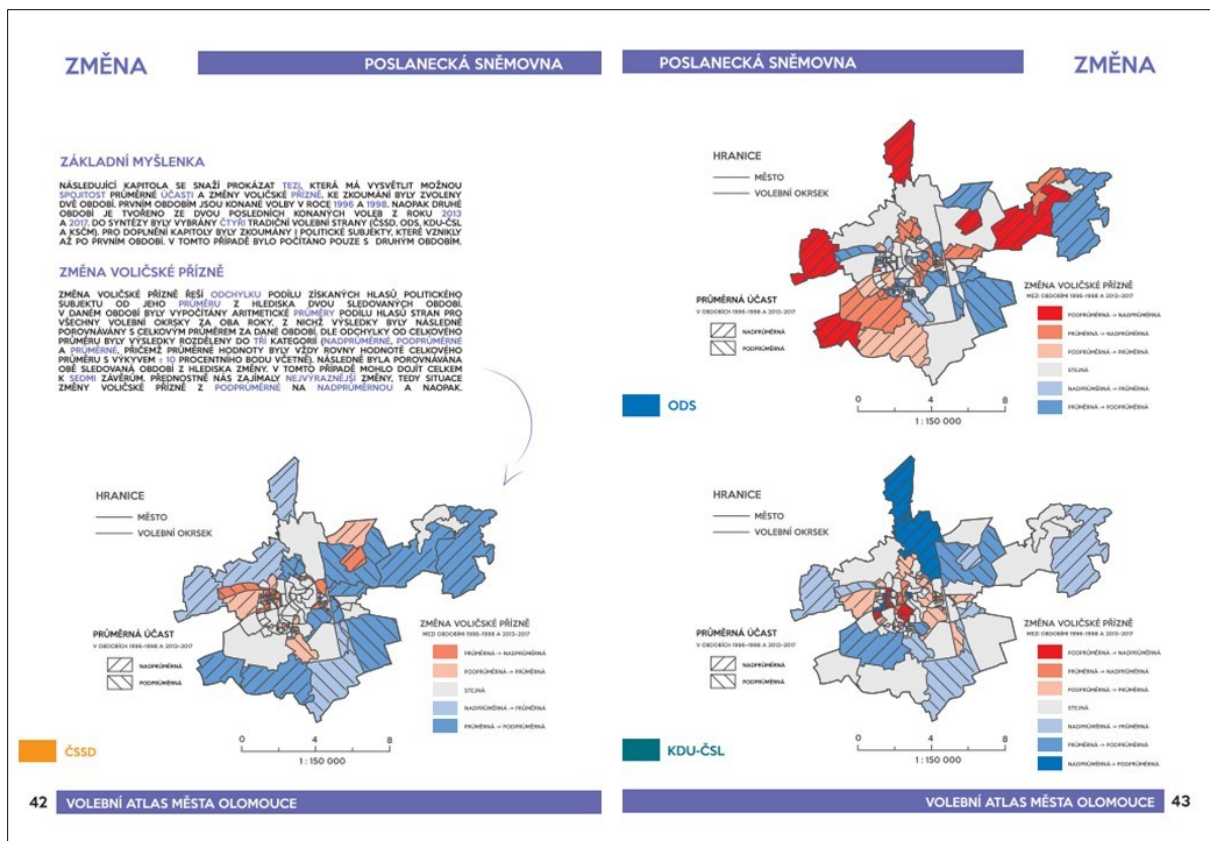 ZMĚNA
POSLANECKÁ SNĚMOVNA
ZÁKLADNÍ MYŠLENKA
NÁSLEDUJÍCÍ KAPITOLA SE SNAŽÍ PROKÁZAT TEZI, KTERÁ MÁ VYSVĚTLIT MOŽNOU
SPOJITOST PRŮMĚRNÉ ÚČASTI A ZMĚNY VOLIČSKÉ PŘÍZNĚ. KE ZKOUMÁNÍ BYLY ZVOLENY
DVĚ OBDOBÍ. PRVNÍM OBDOBÍM JSOU KONANÉ VOLBY V ROCE 1996 A 1998. NAOPAK DRUHÉ
OBDOBÍ JE TVOŘENO ZE DVOU POSLEDNÍCH KONANÝCH VOLEB Z ROKU 2013
A 2017. DO SYNTÉZY BYLY VYBRÁNY ČTYŘI TRADIČNÍ VOLEBNÍ STRANY (ČSSD, ODS, KDU-ČSL
A KSČM). PRO DOPLNĚNÍ KAPITOLY BYLY ZKOUMÁNY I POLITICKÉ SUBJEKTY, KTERÉ VZNIKLY
AŽ PO PRVNÍM OBDOBÍ. V TOMTO PŘÍPADĚ BYLO POČÍTÁNO POUZE S DRUHÝM OBDOBÍM.
ZMĚNA VOLIČSKÉ PŘÍZNĚ
ZMĚNA VOLIČSKÉ PŘÍZNĚ ŘEŠÍ ODCHYLKU PODÍLU ZÍSKANÝCH HLASŮ POLITICKÉHO
SUBJEKTU OD JEHO PRŮMĚRU Z HLEDISKA DVOU SLEDOVANÝCH OBDOBÍ.
V DANÉM OBDOBÍ BYLY VYPOČÍTÁNY ARITMETICKÉ PRŮMĚRY PODÍLU HLASŮ STRAN PRO
VŠECHNY VOLEBNÍ OKRSKY ZA OBA ROKY, Z NICHŽ VÝSLEDKY BYLY NÁSLEDNĚ
POROVNÁVÁNY S CELKOVÝM PRŮMĚREM ZA DANÉ OBDOBÍ. DLE ODCHYLKY OD CELKOVÉHO
PRŮMĚRU BYLY VÝSLEDKY ROZDĚLENY DO TŘÍ KATEGORIÍ (NADPRŮMĚRNÉ, PODPRŮMĚRNÉ
A PRŮMĚRNÉ, PŘIČEMŽ PRŮMĚRNÉ HODNOTY BYLY VŽDY ROVNY HODNOTĚ CELKOVÉHO
PRŮMĚRU S VÝKYVEM ± 10 PROCENTNÍHO BODU VČETNĚ). NÁSLEDNĚ BYLA POROVNÁVÁNA
OBĚ SLEDOVANÁ OBDOBÍ Z HLEDISKA ZMĚNY. V TOMTO PŘÍPADĚ MOHLO DOJÍT CELKEM
K SEDMI ZÁVĚRŮM. PŘEDNOSTNĚ NÁS ZAJÍMALY NEJVÝRAZNĚJŠÍ ZMĚNY, TEDY SITUACE
ZMĚNY VOLIČSKÉ PŘÍZNĚ Z PODPRŮMĚRNÉ NA NADPRŮMĚRNOU A NAOPAK.
HRANICE
MĚSTO
VOLEBNÍ OKRSEK
PRŮMĚRNÁ ÚČAST
V OBDOBÍCH 1996-1998 A 2013-2017
NADPRŮMĚRNÁ
PODPRŮMĚRNÁ
ZMĚNA VOLIČSKÉ PŘÍZNĚ
MEZI OBDOBÍMI 1996-1998 A 2013-2017
PRŮMĚRNÁ -> NADPRŮMĚRNÁ
PODPRŮMĚRNÁ -> PRŮMĚRNÁ
STEJNÁ
NADPRŮMĚRNÁ -> PRŮMĚRNÁ
PRŮMĚRNÁ -> PODPRŮMĚRNÁ
0 4 8
1 : 150 000
ČSSD
42 VOLEBNÍ ATLAS MĚSTA OLOMOUCE
POSLANECKÁ SNĚMOVNA
ZMĚNA
HRANICE
MĚSTO
VOLEBNÍ OKRSEK
PRŮMĚRNÁ ÚČAST
V OBDOBÍCH 1996-1998 A 2013-2017
NADPRŮMĚRNÁ
PODPRŮMĚRNÁ
ZMĚNA VOLIČSKÉ PŘÍZNĚ
MEZI OBDOBÍMI 1996-1998 A 2013-2017
PODPRŮMĚRNÁ -> NADPRŮMĚRNÁ
PRŮMĚRNÁ -> NADPRŮMĚRNÁ
PODPRŮMĚRNÁ -> PRŮMĚRNÁ
STEJNÁ
NADPRŮMĚRNÁ -> PRŮMĚRNÁ
PRŮMĚRNÁ -> PODPRŮMĚRNÁ
0 4 8
1 : 150 000
ODS
HRANICE
MĚSTO
VOLEBNÍ OKRSEK
PRŮMĚRNÁ ÚČAST
V OBDOBÍCH 1996-1998 A 2013-2017
NADPRŮMĚRNÁ
PODPRŮMĚRNÁ
ZMĚNA VOLIČSKÉ PŘÍZNĚ
MEZI OBDOBÍMI 1996-1998 A 2013-2017
PODPRŮMĚRNÁ -> NADPRŮMĚRNÁ
PRŮMĚRNÁ -> NADPRŮMĚRNÁ
PODPRŮMĚRNÁ -> PRŮMĚRNÁ
STEJNÁ
NADPRŮMĚRNÁ -> PRŮMĚRNÁ
PRŮMĚRNÁ -> PODPRŮMĚRNÁ
NADPRŮMĚRNÁ -> PODPRŮMĚRNÁ
0 4 8
1 : 150 000
KDU-ČSL
VOLEBNÍ ATLAS MĚSTA OLOMOUCE 43